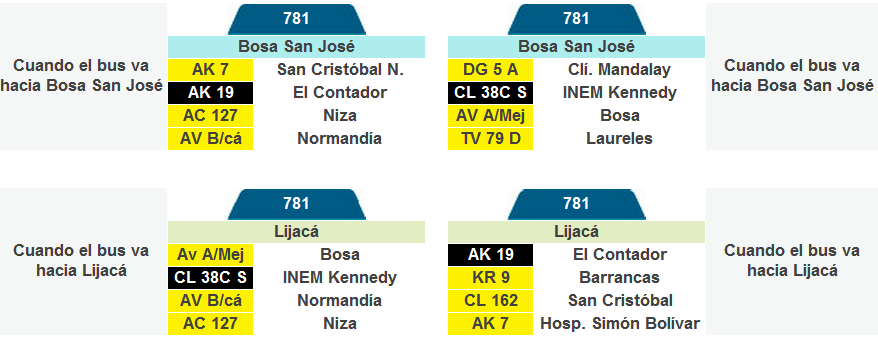 Cuando el bus va
hacia Bosa San José
781
Bosa San José
AK 7 San Cristóbal N.
AK 19 El Contador
AC 127 Niza
AV B/cá Normandía
781
Bosa San José
DG 5 A Clí. Mandalay
CL 38C S INEM Kennedy
AV A/Mej Bosa
TV 79 D Laureles
Cuando el bus va
hacia Bosa San José
Cuando el bus va
hacia Lijacá
781
Lijacá
Av A/Mej Bosa
CL 38C S INEM Kennedy
AV B/cá Normandía
AC 127 Niza
781
Lijacá
AK 19 El Contador
KR 9 Barrancas
CL 162 San Cristóbal
AK 7 Hosp. Simón Bolívar
Cuando el bus va
hacia Lijacá